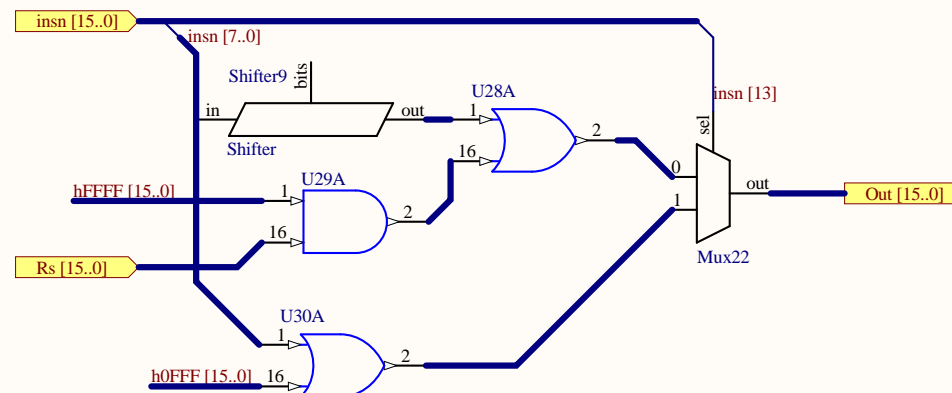 insn [15..0]
insn [7..0]
Shifter9
bits
in
out
Shifter
U28A
1
16
2
insn [13]
sel
0
1
out
Out [15..0]
Mux22
hFFFF [15..0]
U29A
1
16
2
Rs [15..0]
U30A
1
16
2
h0FFF [15..0]